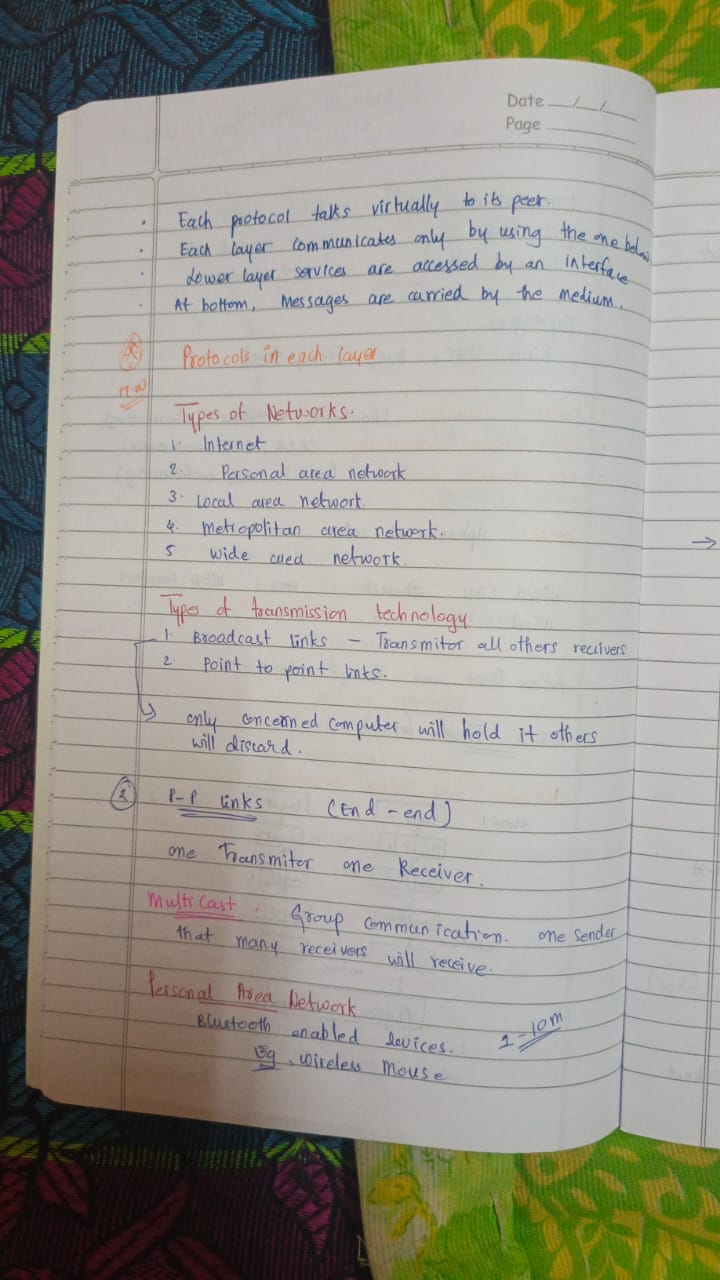 Date __/__/__
Page ______
. Each protocol talks virtually to its peer.
. Each layer communicates only by using the one below
. Lower layer services are accessed by an interface
. At bottom, Messages are carried by the medium.
Protocols in each layer
H.W
Types of Networks.
1. Internet
2. Personal area network
3. Local area network.
4. Metropolitan area network.
5 wide area network.
Types of transmission technology
1. Broadcast links - Transmitor all others recivers
2. Point to point links.
only concerned computer will hold it others
will discard.
2 P-P links (End-end)
one Transmiter one Receiver.
Multi Cast : Group Communication. one sender
that many receivers will receive.
Personal Area Network
Bluetooth enabled devices. 1-10m
Eg. Wireless Mouse